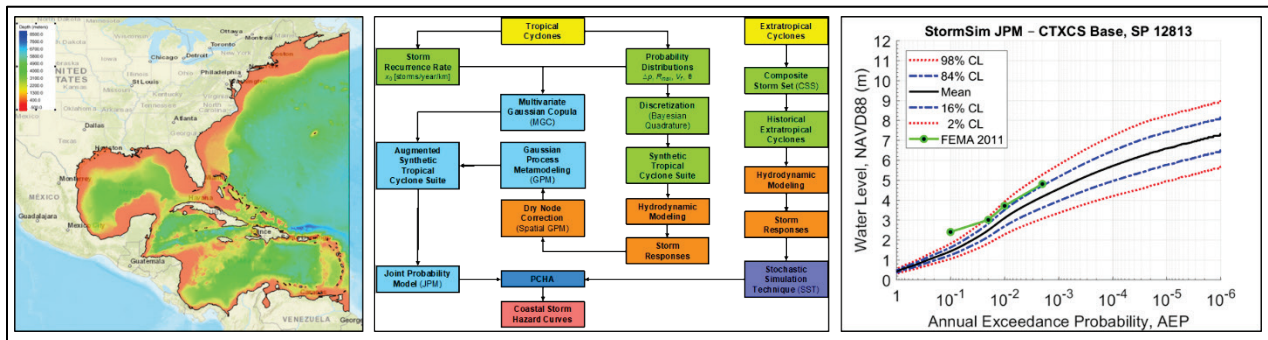 Depth (meters)
Ottawa
Toronto
Chicago
Detroit
UNITED
STATES
St Louis
Philadelphia
Washington
Atlanta
Dallas
Houston
Monterrey
Havana
MÉXICO
Guadalajara
Mexico
Guatemala
VENEZUELA
George
Tropical
Cyclones
Extratropical
Cyclones
Storm
Recurrence Rate
[storms/year/km]
Probability
Distributions
Composite
Storm Set (CSS)
Multivariate
Gaussian Copula
(MGC)
Discretization
(Bayesian
Quadrature)
Historical
Extratropical
Cyclones
Augmented
Synthetic
Tropical
Cyclone Suite
Gaussian
Process
Metamodeling
(GPM)
Synthetic
Tropical
Cyclone Suite
Hydrodynamic
Modeling
Dry Node
Correction
(Spatial GPM)
Hydrodynamic
Modeling
Storm
Responses
Storm
Responses
Joint Probability
Model (JPM)
PCHA
Stochastic
Simulation
Technique (SST)
Coastal Storm
Hazard Curves
StormSim JPM – CTXCS Base, SP 12813
Water Level, NAVD88 (m)
12
11
10
9
8
7
6
5
4
3
2
1
0
98% CL
84% CL
Mean
16% CL
2% CL
FEMA 2011
1 10⁻¹ 10⁻² 10⁻³ 10⁻⁴ 10⁻⁵ 10⁻⁶
Annual Exceedance Probability, AEP